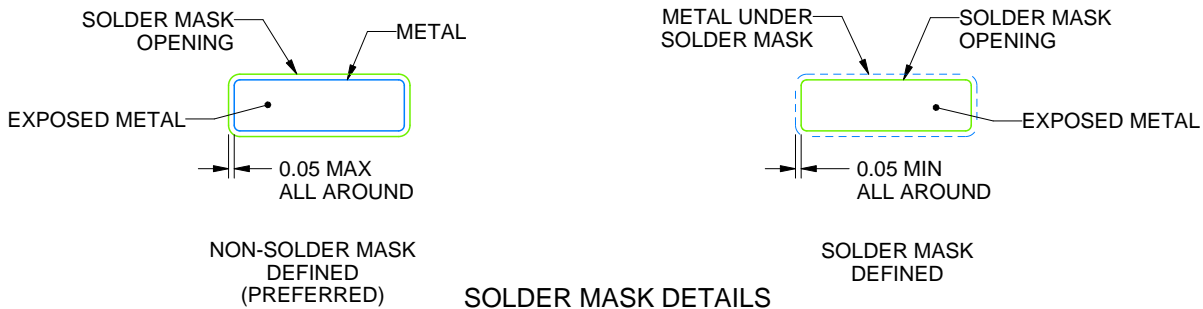 SOLDER MASK
OPENING
METAL
EXPOSED METAL
0.05 MAX
ALL AROUND
NON-SOLDER MASK
DEFINED
(PREFERRED)
METAL UNDER
SOLDER MASK
SOLDER MASK
OPENING
EXPOSED METAL
0.05 MIN
ALL AROUND
SOLDER MASK
DEFINED
SOLDER MASK DETAILS